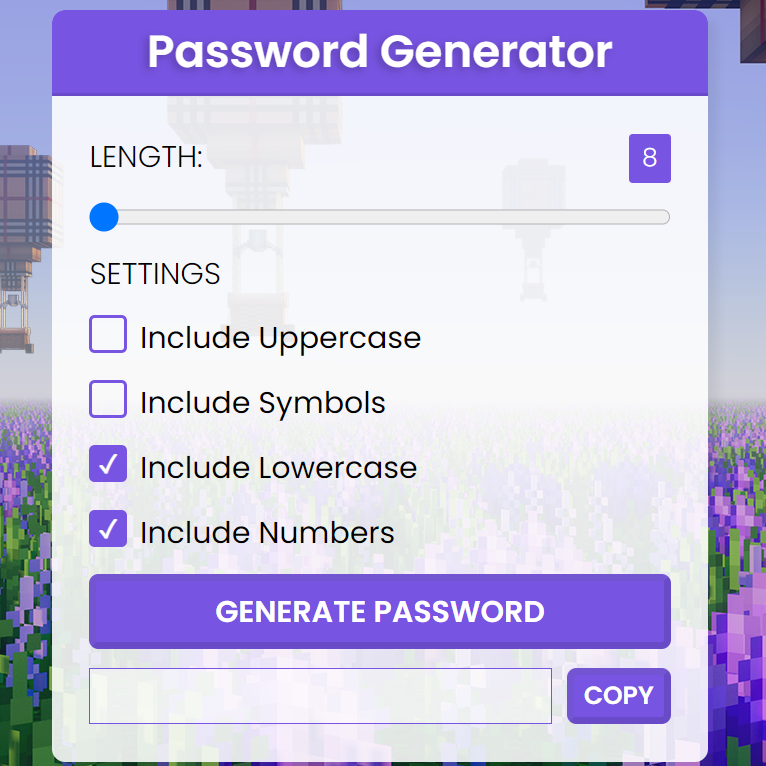 Password Generator
LENGTH: 8
SETTINGS
Include Uppercase
Include Symbols
Include Lowercase
Include Numbers
GENERATE PASSWORD
COPY